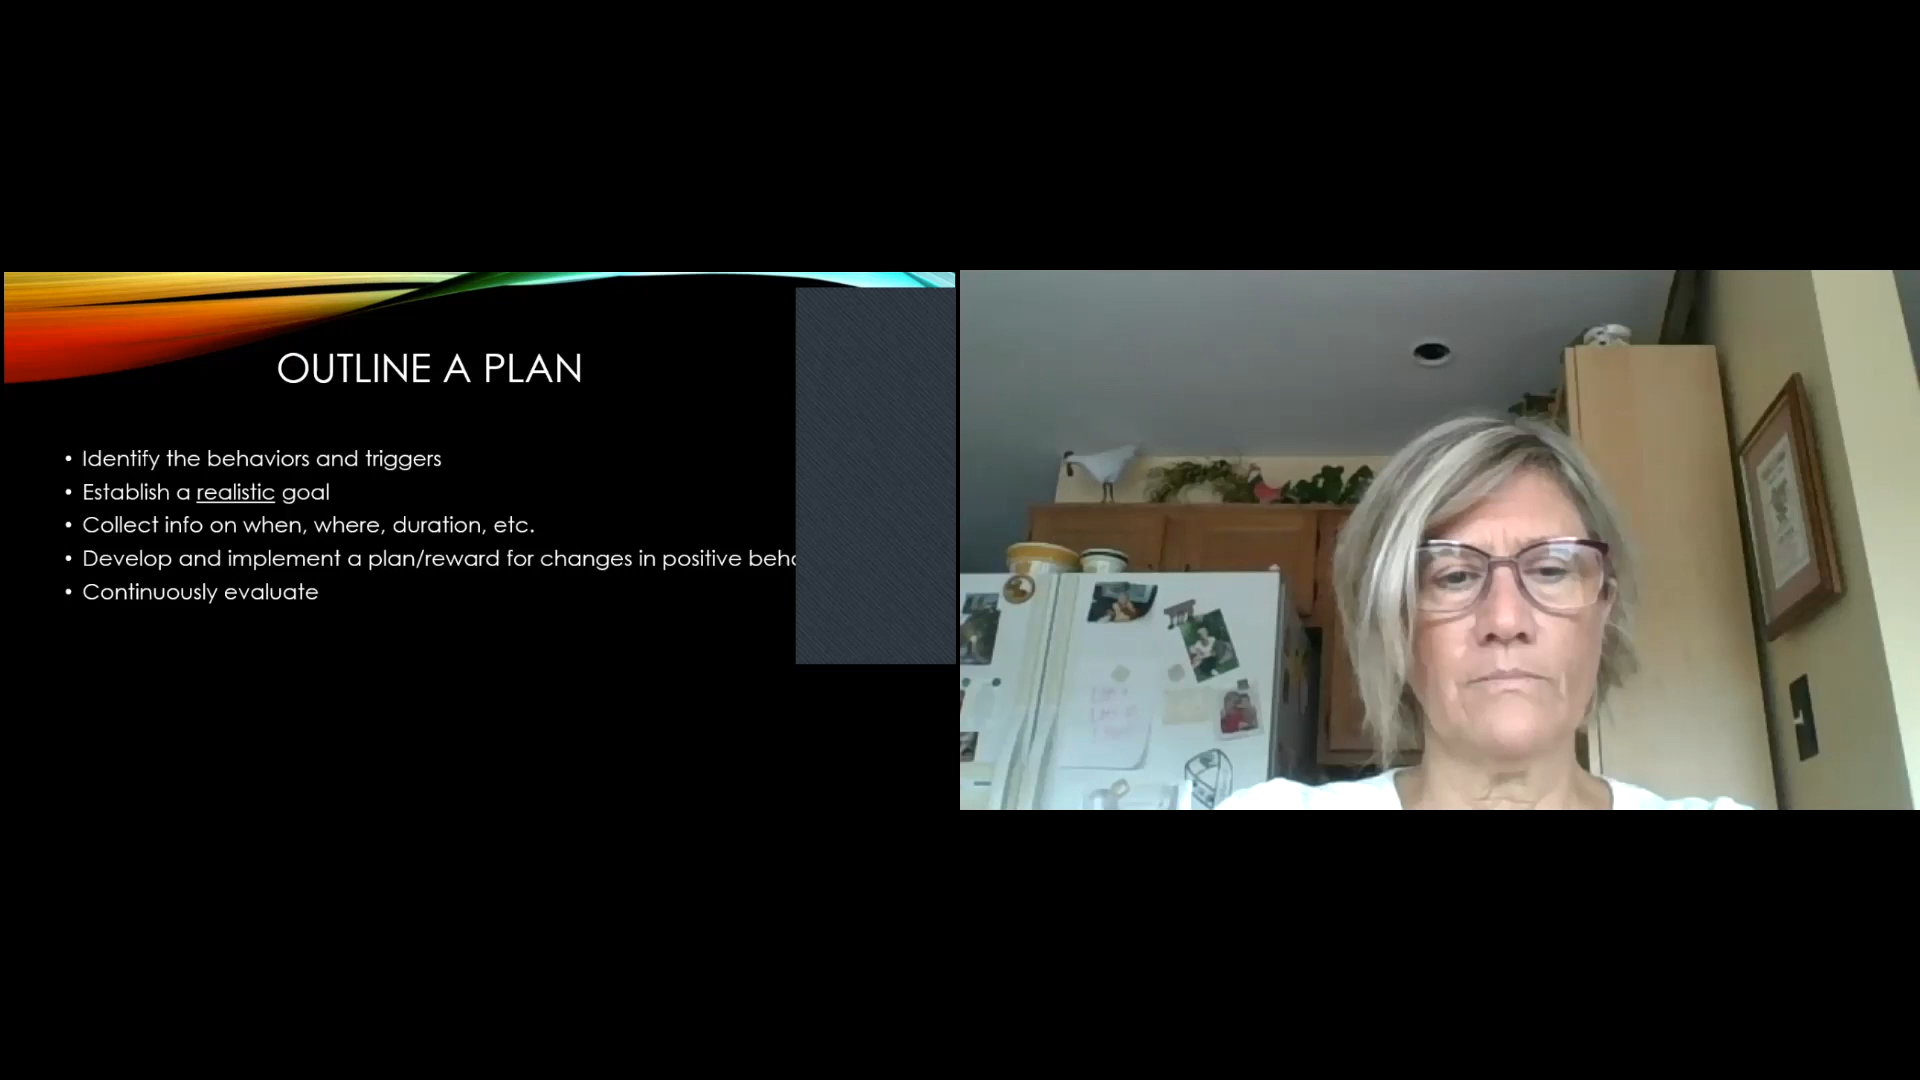 OUTLINE A PLAN
• Identify the behaviors and triggers
• Establish a realistic goal
• Collect info on when, where, duration, etc.
• Develop and implement a plan/reward for changes in positive beha
• Continuously evaluate